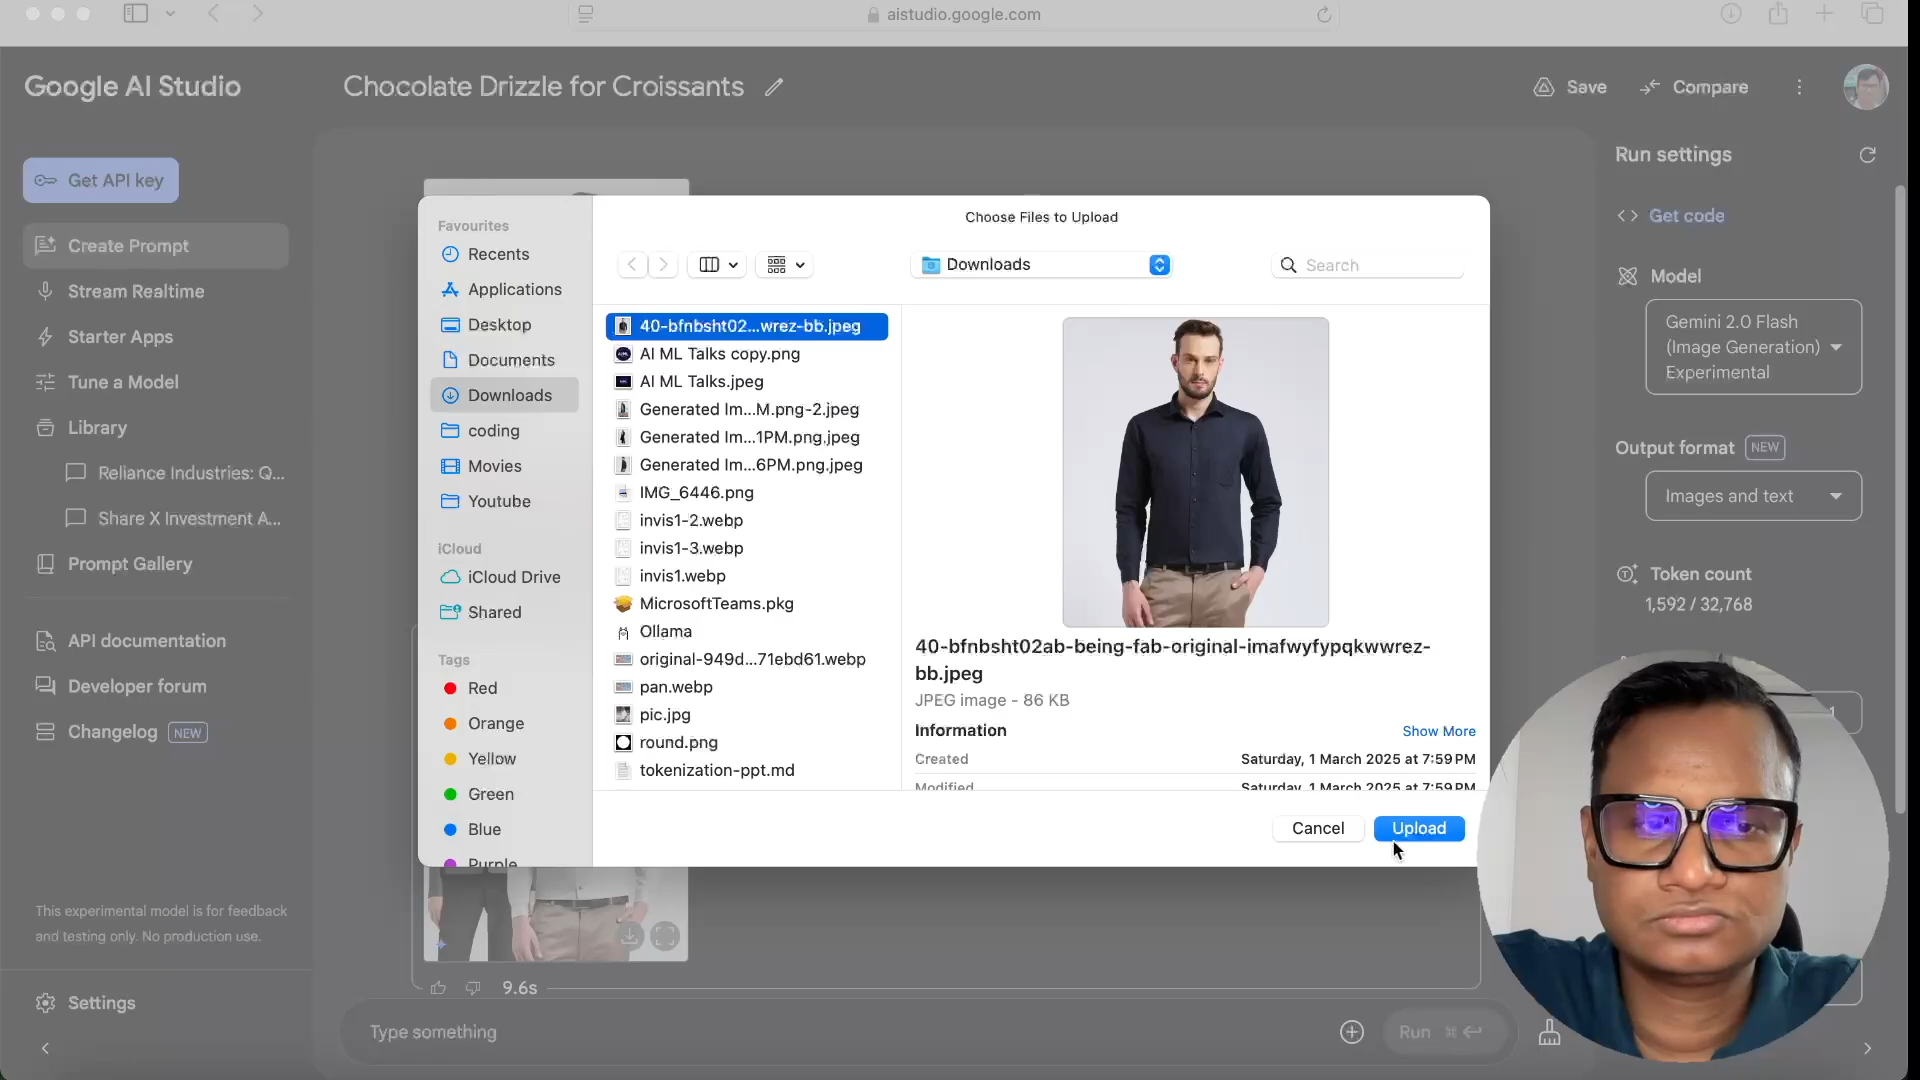 aistudio.google.com
Google AI Studio
Chocolate Drizzle for Croissants
Save
Compare
Get API key
Create Prompt
Stream Realtime
Starter Apps
Tune a Model
Library
Reliance Industries: Q...
Share X Investment A...
Prompt Gallery
API documentation
Developer forum
Changelog NEW
This experimental model is for feedback
and testing only. No production use.
Settings
Choose Files to Upload
Favourites
Recents
Applications
Desktop
Documents
Downloads
coding
Movies
Youtube
iCloud
iCloud Drive
Shared
Tags
Red
Orange
Yellow
Green
Blue
Purple
Downloads
Search
40-bfnbsht02...wrez-bb.jpeg
AI ML Talks copy.png
AI ML Talks.jpeg
Generated Im...M.png-2.jpeg
Generated Im...1PM.png.jpeg
Generated Im...6PM.png.jpeg
IMG_6446.png
invis1-2.webp
invis1-3.webp
invis1.webp
MicrosoftTeams.pkg
Ollama
original-949d...71ebd61.webp
pan.webp
pic.jpg
round.png
tokenization-ppt.md
40-bfnbsht02ab-being-fab-original-imafwyfypqkwwrez-
bb.jpeg
JPEG image - 86 KB
Information
Show More
Created
Saturday, 1 March 2025 at 7:59 PM
Modified
Saturday, 1 March 2025 at 7:59 PM
Cancel
Upload
9.6s
Type something
Run
Run settings
Get code
Model
Gemini 2.0 Flash
(Image Generation)
Experimental
Output format NEW
Images and text
Token count
1,592 / 32,768